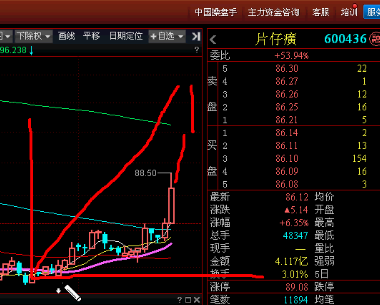 中国操盘手 主力资金咨询 客服 培训 服务
下除权 画线 平移 日期定位 +自选
片仔癀 600436
96.238
委比 +53.94%
卖盘
5 86.30 22
4 86.27 1
3 86.25 12
2 86.26 16
1 86.21 5
买盘
1 86.14 2
2 86.11 13
3 86.10 154
4 86.09 16
5 86.08 3
88.50
最新 86.12 均价
涨跌 ▲5.14 开盘
涨幅 +6.35% 最高
总手 48347 最低
现手 — 量比
金额 4.117亿 强弱
换手 3.01% 5日
涨停 89.08 跌停
笔数 11894 均笔